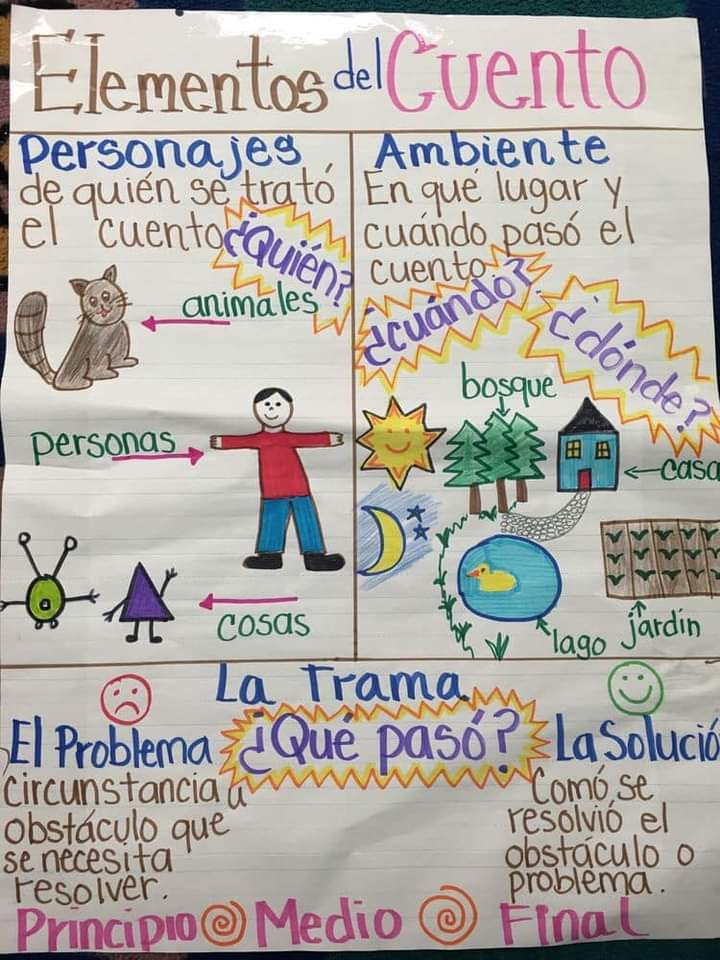 Elementos del Cuento
Personajes
de quién se trató
el cuento
¿Quién?
animales
personas
cosas
Ambiente
En qué lugar y
cuándo pasó el
cuento.
¿cuándo?
¿dónde?
bosque
casa
lago
jardín
La Trama
¿Qué pasó?
El Problema
Circunstancia u
obstáculo que
se necesita
resolver.
La Solució
Comó se
resolvió el
obstáculo o
problema.
Principio Medio Final